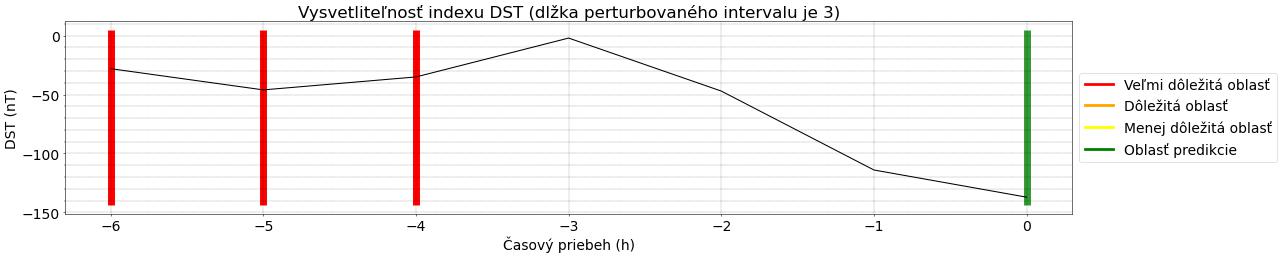 Vysvetliteľnosť indexu DST (dlžka perturbovaného intervalu je 3)
DST (nT)
0
−50
−100
−150
−6 −5 −4 −3 −2 −1 0
Časový priebeh (h)
Veľmi dôležitá oblasť
Dôležitá oblasť
Menej dôležitá oblasť
Oblasť predikcie